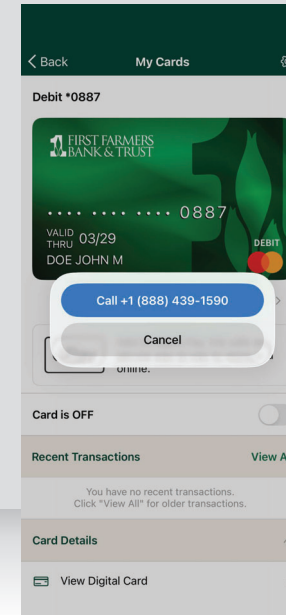 Back
My Cards
Debit *0887
FIRST FARMERS
BANK & TRUST
•••• •••• •••• 0887
VALID
THRU 03/29
DEBIT
DOE JOHN M
Call +1 (888) 439-1590
Cancel
online.
Card is OFF
Recent Transactions
View A
You have no recent transactions.
Click "View All" for older transactions.
Card Details
View Digital Card